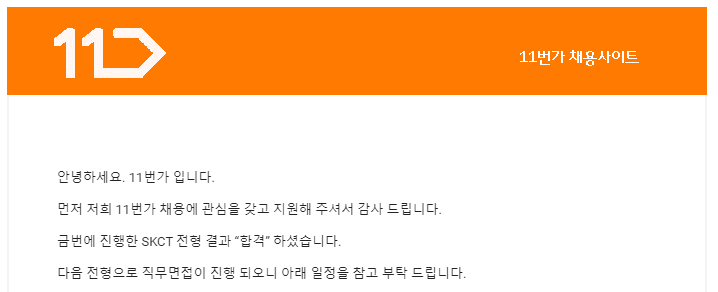 11
11번가 채용사이트
안녕하세요. 11번가 입니다.
먼저 저희 11번가 채용에 관심을 갖고 지원해 주셔서 감사 드립니다.
금번에 진행한 SKCT 전형 결과 “합격” 하셨습니다.
다음 전형으로 직무면접이 진행 되오니 아래 일정을 참고 부탁 드립니다.